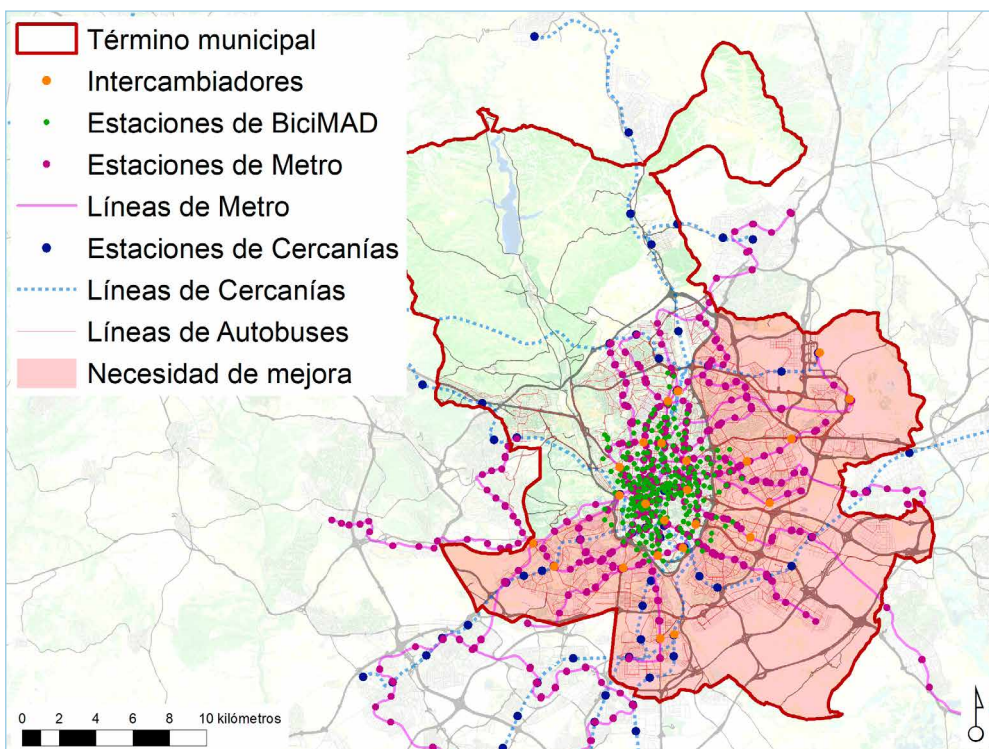 Término municipal
Intercambiadores
Estaciones de BiciMAD
Estaciones de Metro
Líneas de Metro
Estaciones de Cercanías
Líneas de Cercanías
Líneas de Autobuses
Necesidad de mejora
0 2 4 6 8 10 kilómetros